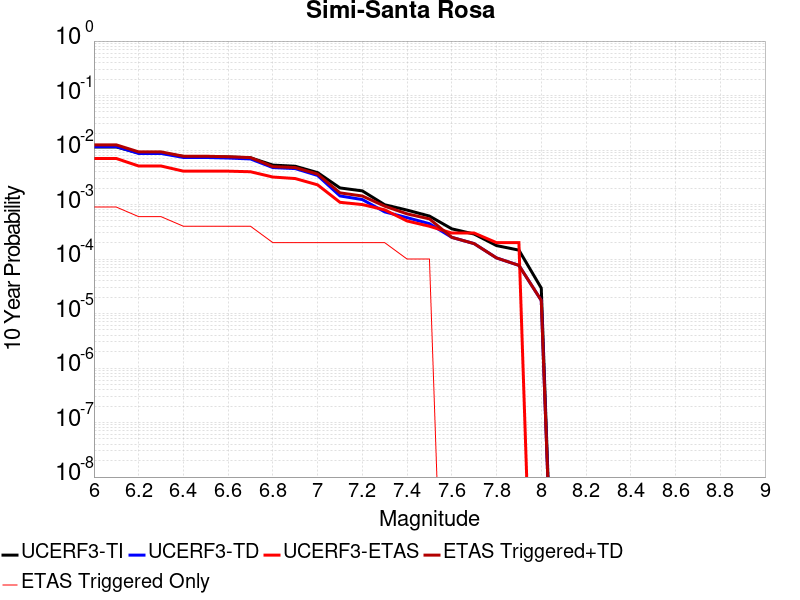 Simi-Santa Rosa
10^0
10^-1
10^-2
10^-3
10^-4
10^-5
10^-6
10^-7
10^-8
10 Year Probability
6 6.2 6.4 6.6 6.8 7 7.2 7.4 7.6 7.8 8 8.2 8.4 8.6 8.8 9
Magnitude
UCERF3-TI UCERF3-TD UCERF3-ETAS ETAS Triggered+TD
ETAS Triggered Only